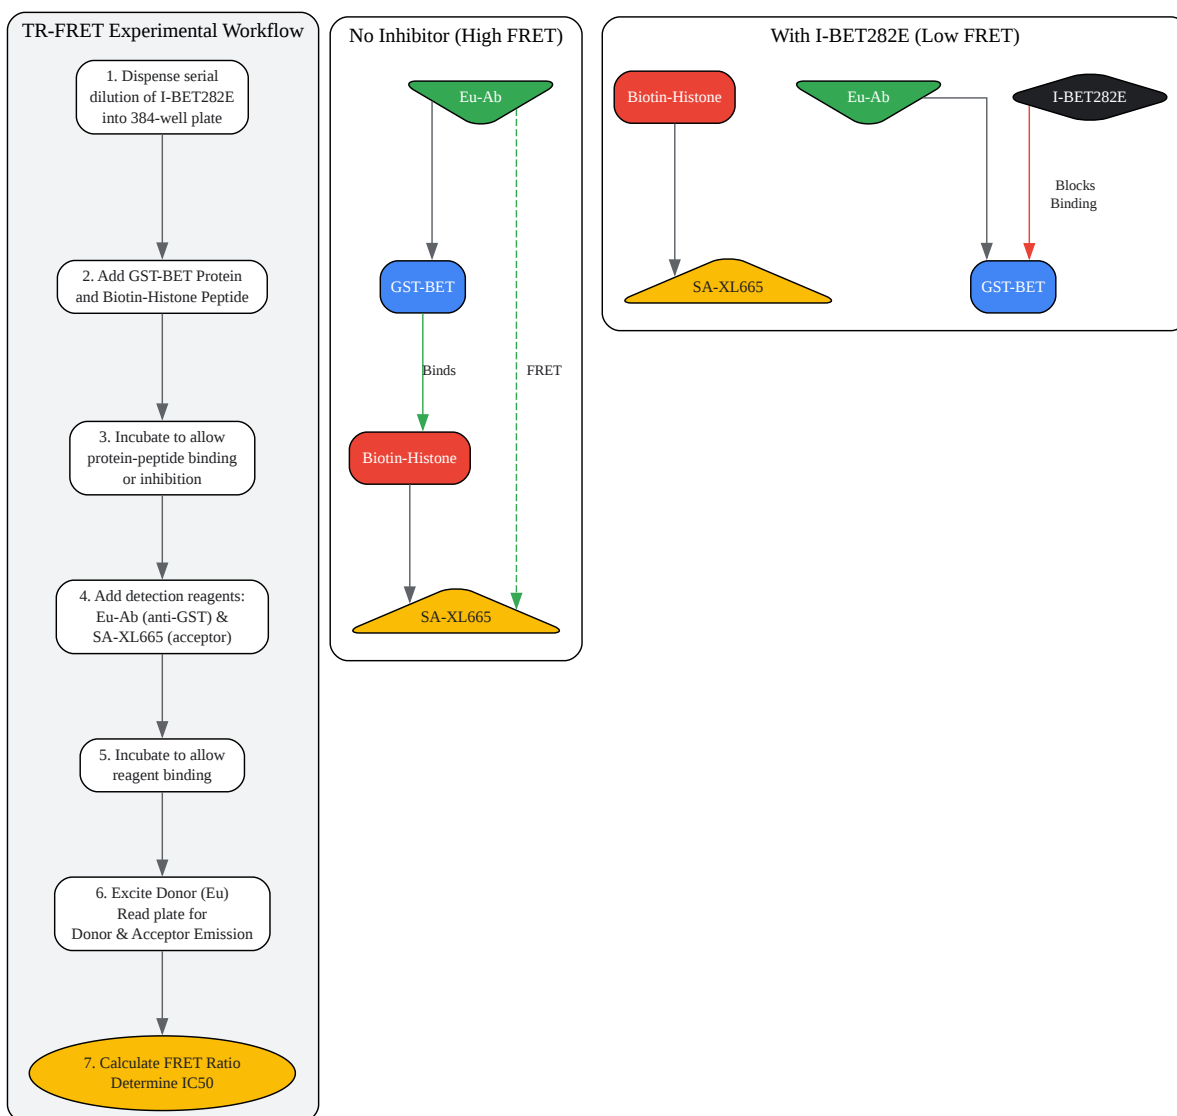 TR-FRET Experimental Workflow
1. Dispense serial
dilution of I-BET282E
into 384-well plate
2. Add GST-BET Protein
and Biotin-Histone Peptide
3. Incubate to allow
protein-peptide binding
or inhibition
4. Add detection reagents:
Eu-Ab (anti-GST) &
SA-XL665 (acceptor)
5. Incubate to allow
reagent binding
6. Excite Donor (Eu)
Read plate for
Donor & Acceptor Emission
7. Calculate FRET Ratio
Determine IC50
No Inhibitor (High FRET)
Eu-Ab
GST-BET
Binds
FRET
Biotin-Histone
SA-XL665
With I-BET282E (Low FRET)
Biotin-Histone
Eu-Ab
I-BET282E
Blocks
Binding
SA-XL665
GST-BET